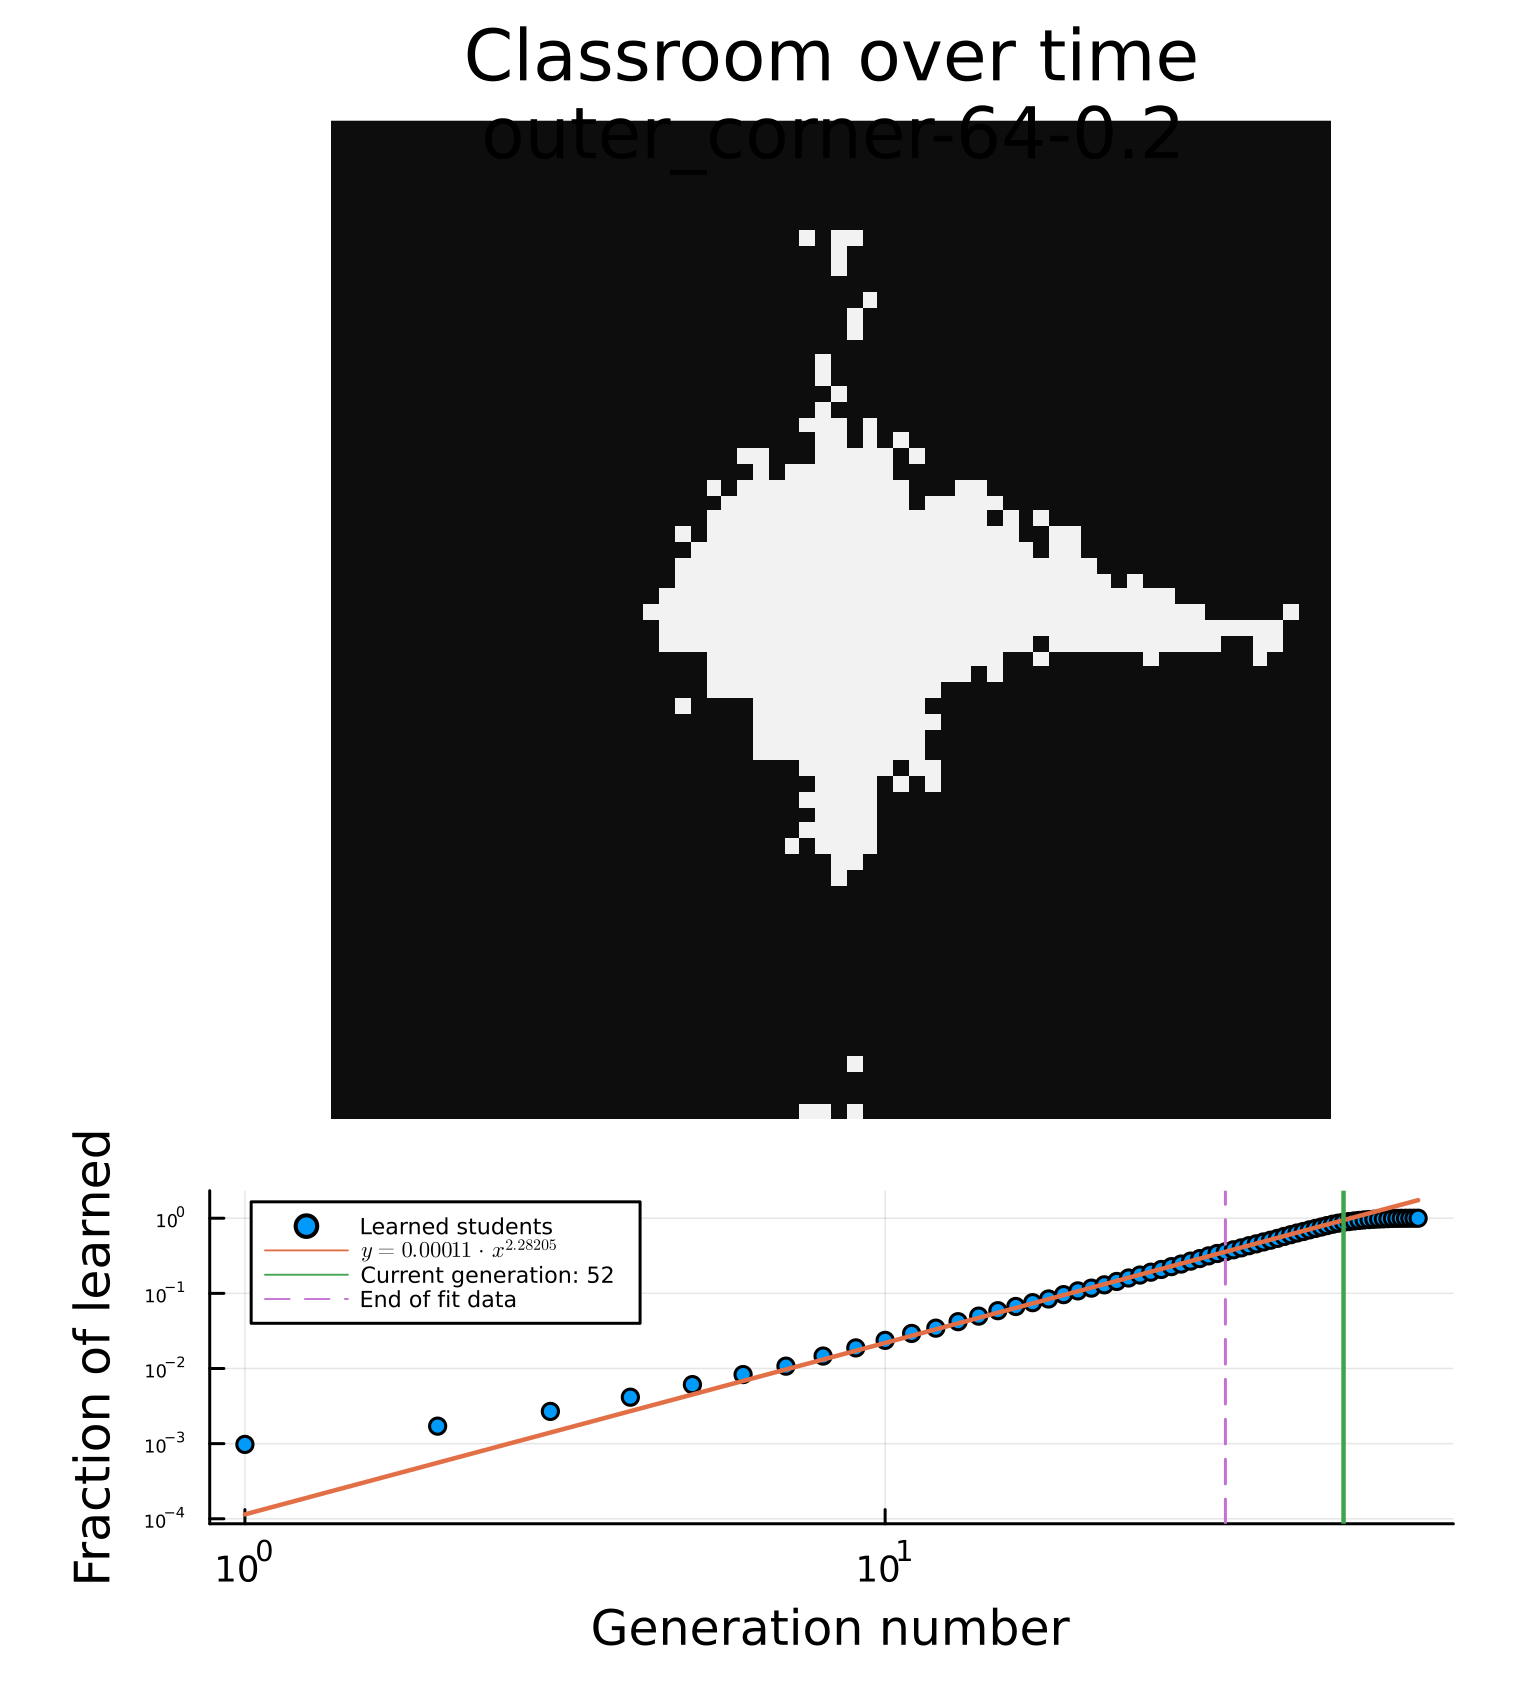 Classroom over time
outer_corner-64-0.2
Fraction of learned
10^0
10^−1
10^−2
10^−3
10^−4
Learned students
y = 0.00011 · x^2.28205
Current generation: 52
End of fit data
10^0
10^1
Generation number